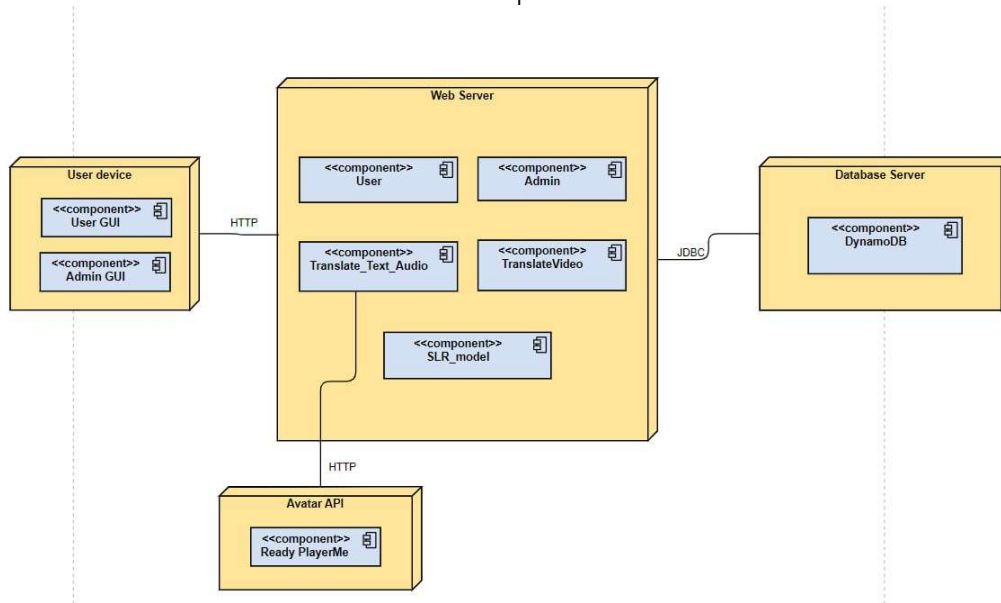 Web Server
<<component>>
User
<<component>>
Admin
User device
<<component>>
User GUI
<<component>>
Admin GUI
HTTP
<<component>>
Translate_Text_Audio
<<component>>
TranslateVideo
<<component>>
SLR_model
JDBC
Database Server
<<component>>
DynamoDB
HTTP
Avatar API
<<component>>
Ready PlayerMe